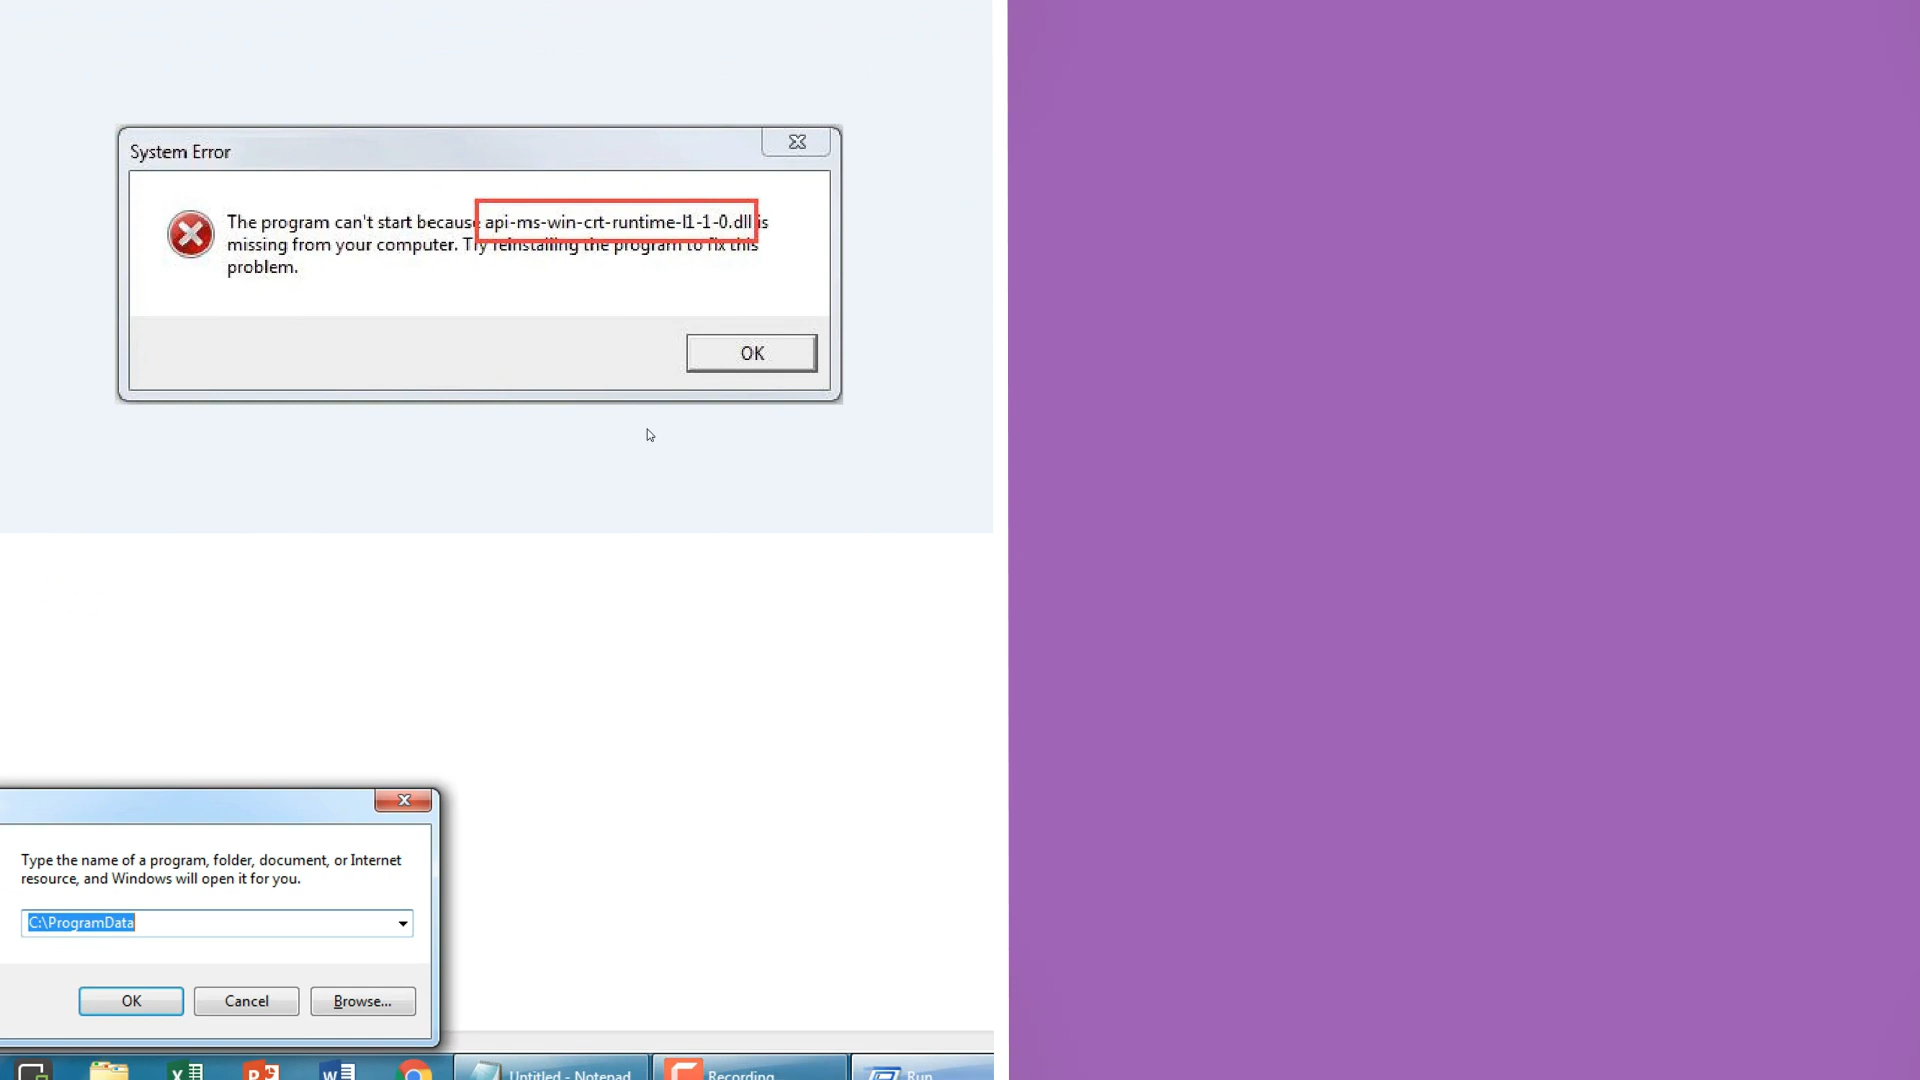 System Error
The program can't start because api-ms-win-crt-runtime-l1-1-0.dll is
missing from your computer. Try reinstalling the program to fix this
problem.
OK
Type the name of a program, folder, document, or Internet
resource, and Windows will open it for you.
C:\ProgramData
OK Cancel Browse...
Untitled - Notepad Recording... Run